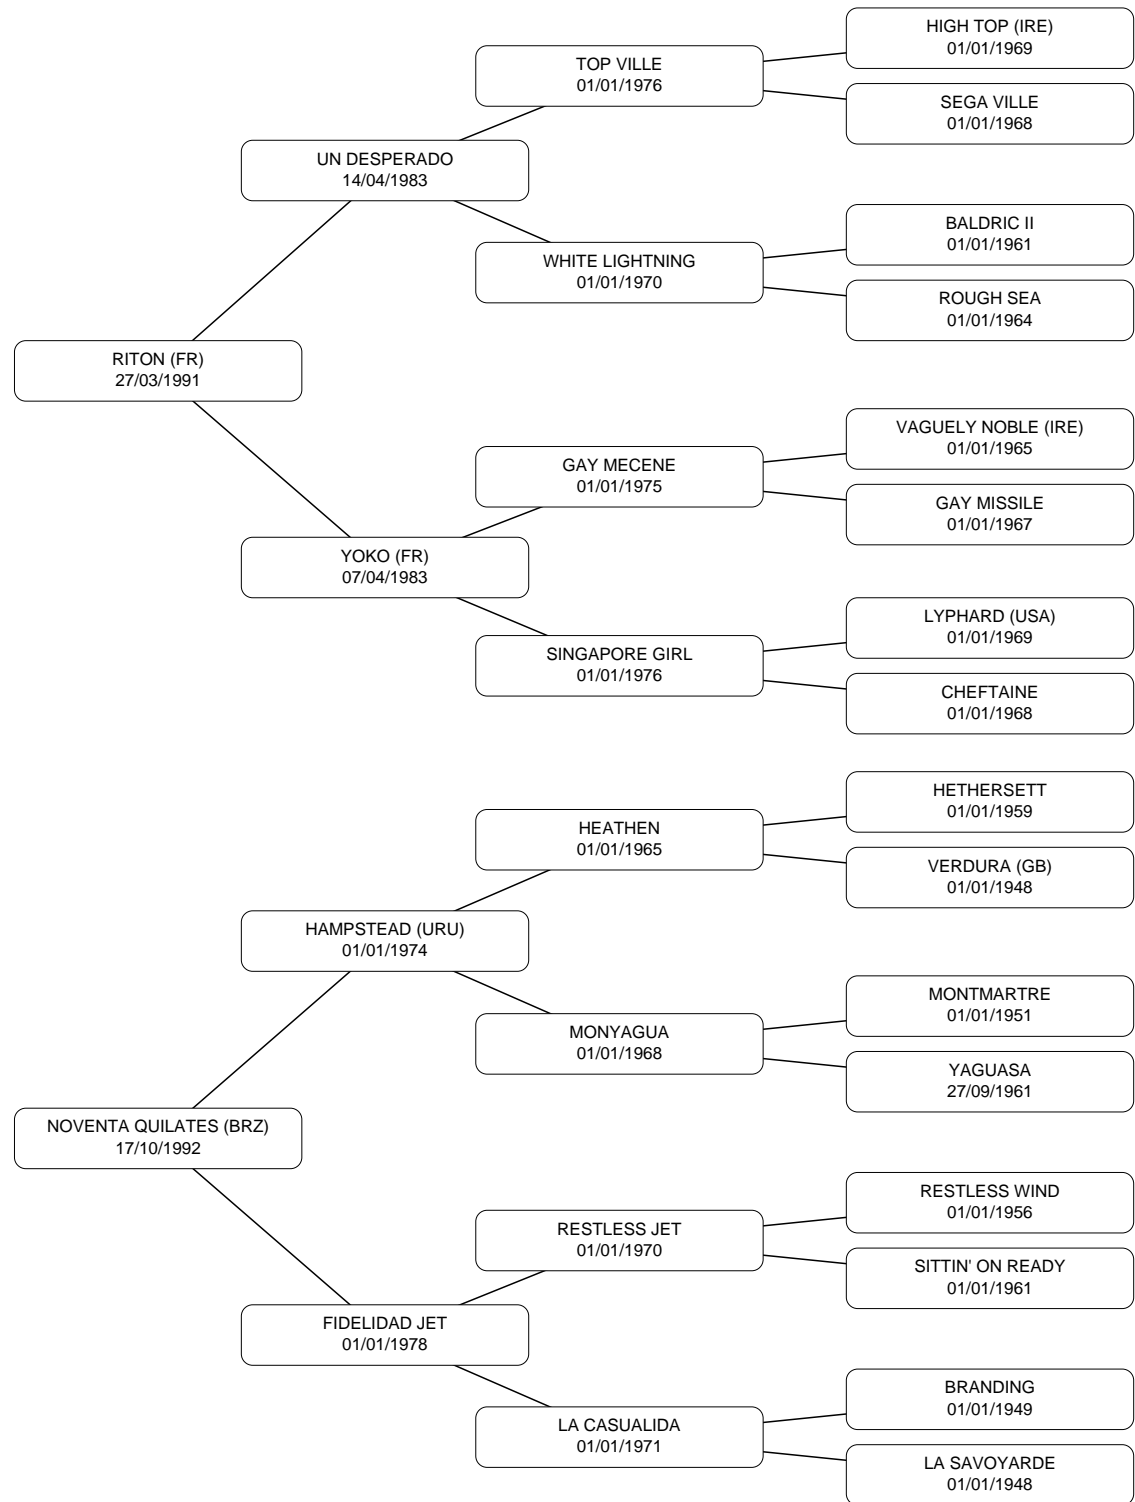 HIGH TOP (IRE)
01/01/1969
TOP VILLE
01/01/1976
SEGA VILLE
01/01/1968
UN DESPERADO
14/04/1983
BALDRIC II
01/01/1961
WHITE LIGHTNING
01/01/1970
ROUGH SEA
01/01/1964
RITON (FR)
27/03/1991
VAGUELY NOBLE (IRE)
01/01/1965
GAY MECENE
01/01/1975
GAY MISSILE
01/01/1967
YOKO (FR)
07/04/1983
LYPHARD (USA)
01/01/1969
SINGAPORE GIRL
01/01/1976
CHEFTAINE
01/01/1968
HETHERSETT
01/01/1959
HEATHEN
01/01/1965
VERDURA (GB)
01/01/1948
HAMPSTEAD (URU)
01/01/1974
MONTMARTRE
01/01/1951
MONYAGUA
01/01/1968
YAGUASA
27/09/1961
NOVENTA QUILATES (BRZ)
17/10/1992
RESTLESS WIND
01/01/1956
RESTLESS JET
01/01/1970
SITTIN' ON READY
01/01/1961
FIDELIDAD JET
01/01/1978
BRANDING
01/01/1949
LA CASUALIDA
01/01/1971
LA SAVOYARDE
01/01/1948